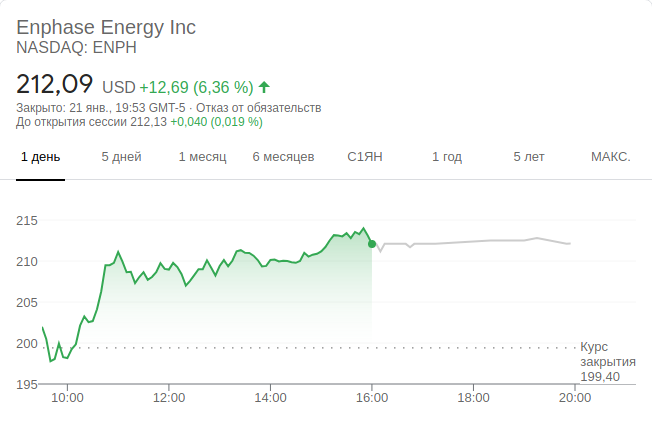 Enphase Energy Inc
NASDAQ: ENPH
212,09 USD +12,69 (6,36 %)
Закрыто: 21 янв., 19:53 GMT-5 · Отказ от обязательств
До открытия сессии 212,13 +0,040 (0,019 %)
1 день 5 дней 1 месяц 6 месяцев С1ЯН 1 год 5 лет МАКС.
215
210
205
200
195
Курс
закрытия
199,40
10:00 12:00 14:00 16:00 18:00 20:00